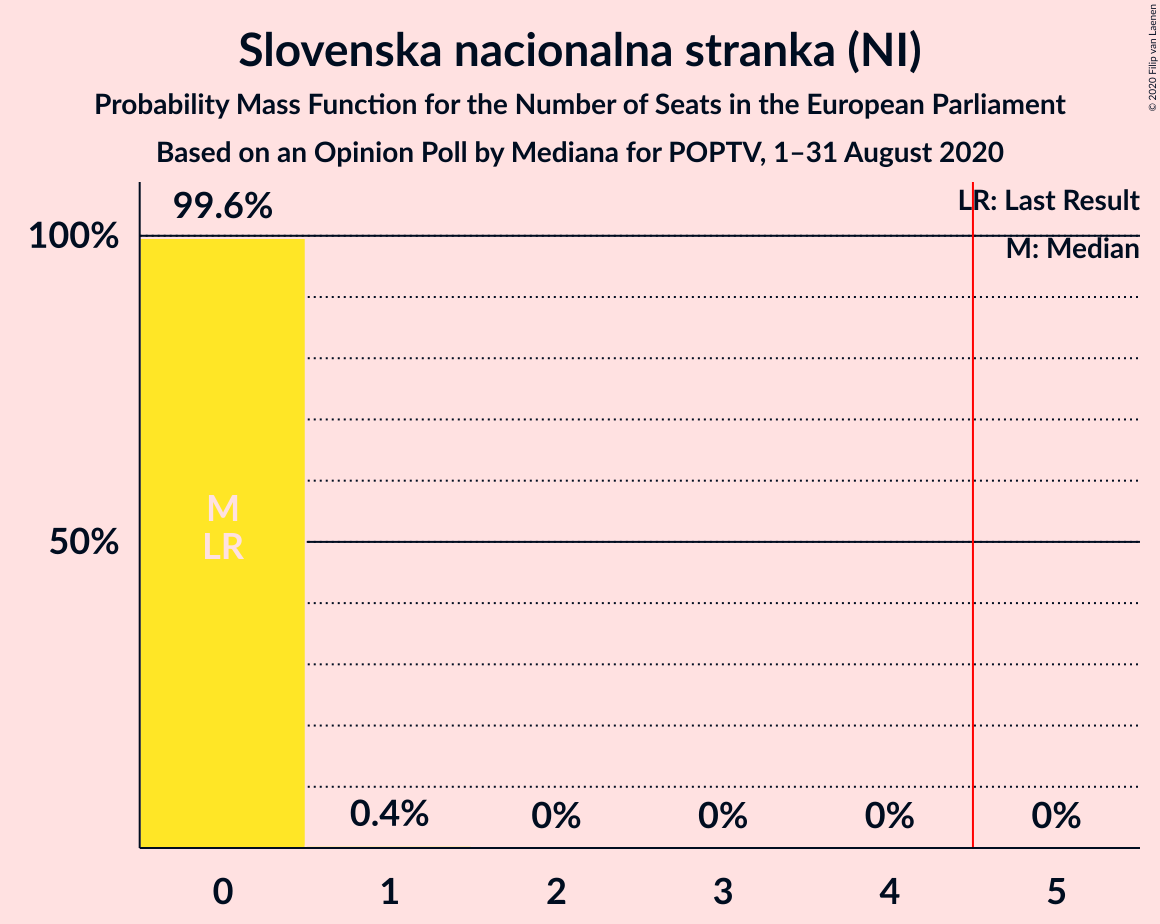 Slovenska nacionalna stranka (NI)
Probability Mass Function for the Number of Seats in the European Parliament
Based on an Opinion Poll by Mediana for POPTV, 1–31 August 2020
© 2020 Filip van Laenen
LR: Last Result
M: Median
99.6%
100%
M
LR
50%
0.4%
0%
0%
0%
0%
0
1
2
3
4
5